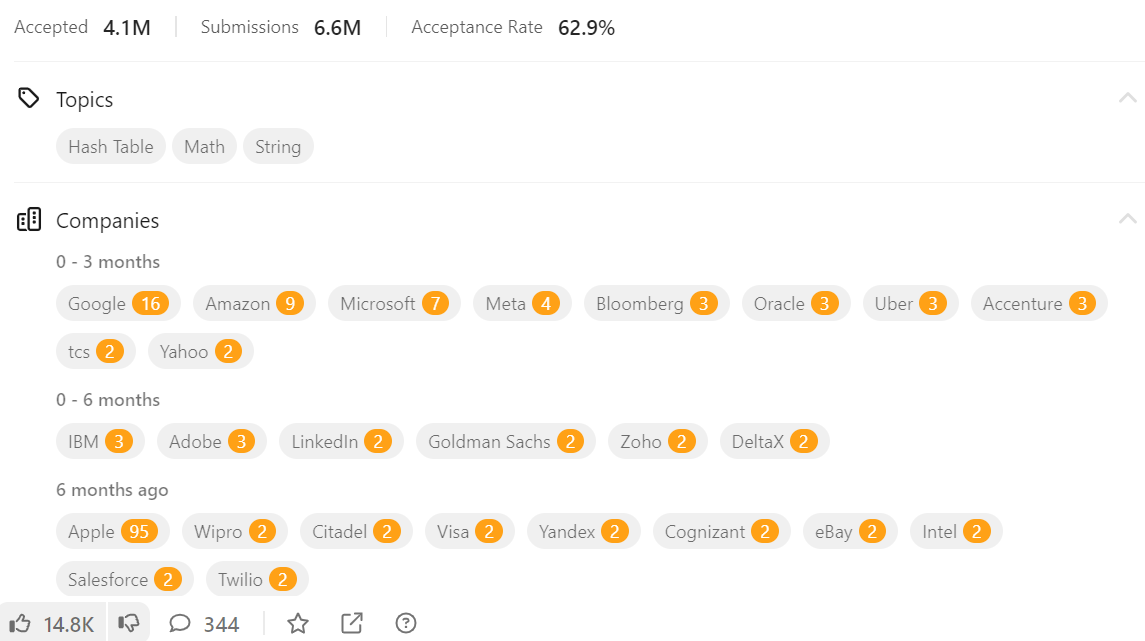 Accepted 4.1M Submissions 6.6M Acceptance Rate 62.9%
Topics
Hash Table Math String
Companies
0 - 3 months
Google 16 Amazon 9 Microsoft 7 Meta 4 Bloomberg 3 Oracle 3 Uber 3 Accenture 3
tcs 2 Yahoo 2
0 - 6 months
IBM 3 Adobe 3 LinkedIn 2 Goldman Sachs 2 Zoho 2 DeltaX 2
6 months ago
Apple 95 Wipro 2 Citadel 2 Visa 2 Yandex 2 Cognizant 2 eBay 2 Intel 2
Salesforce 2 Twilio 2
14.8K 344